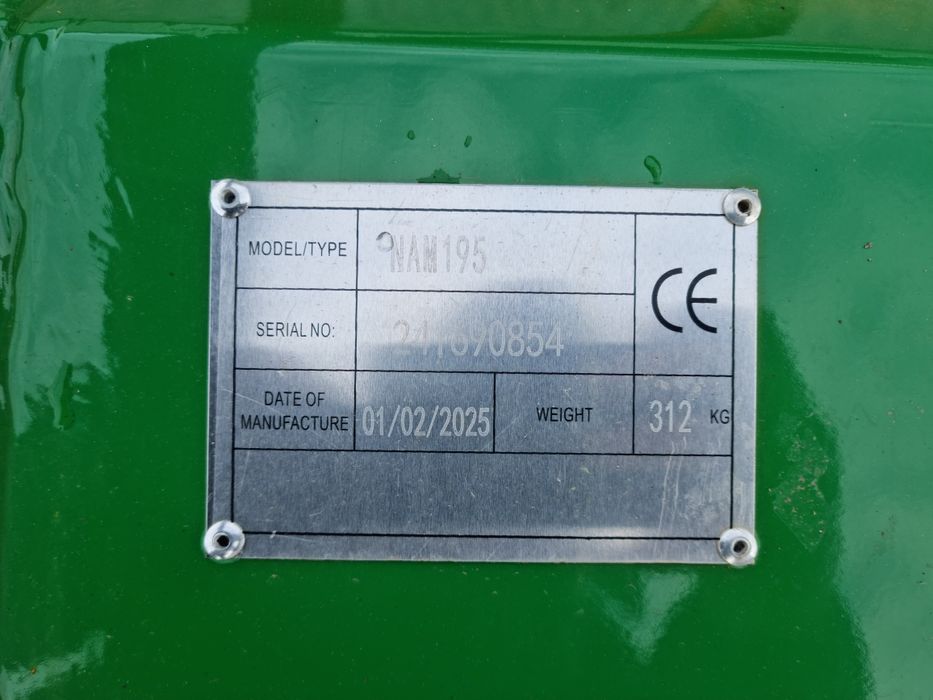 MODEL/TYPE NAM195
SERIAL NO:
CE
DATE OF
MANUFACTURE 01/02/2025 WEIGHT 312 KG